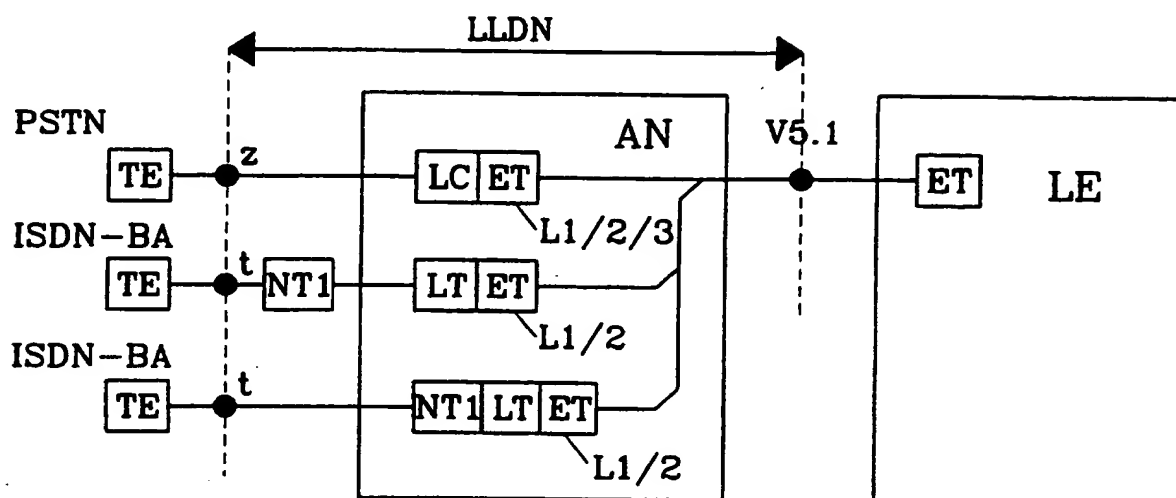 LLDN
AN
PSTN
V5.1
z
TE
LC ET
ET
LE
L1/2/3
ISDN-BA
t
TE
NT1
LT ET
L1/2
ISDN-BA
t
TE
NT1 LT ET
L1/2